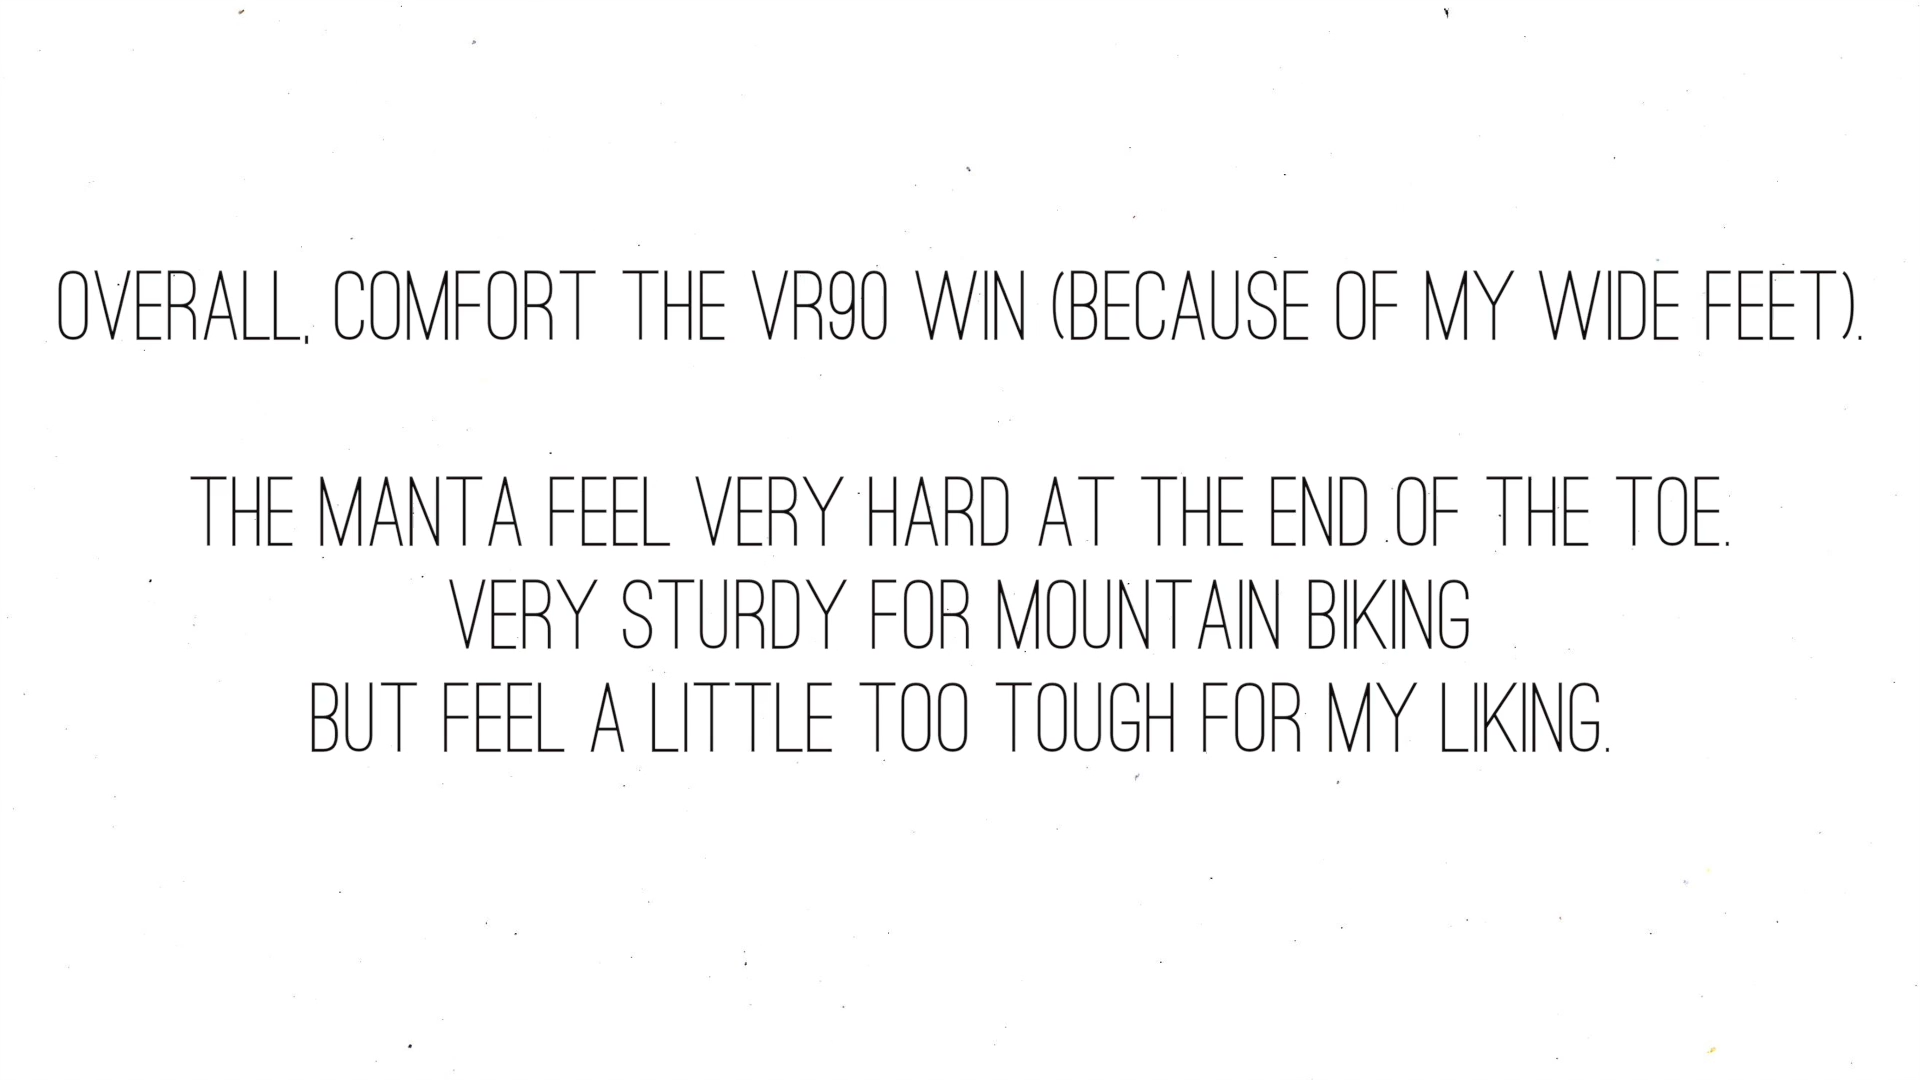 OVERALL, COMFORT THE VR90 WIN (BECAUSE OF MY WIDE FEET).
THE MANTA FEEL VERY HARD AT THE END OF THE TOE.
VERY STURDY FOR MOUNTAIN BIKING
BUT FEEL A LITTLE TOO TOUGH FOR MY LIKING.